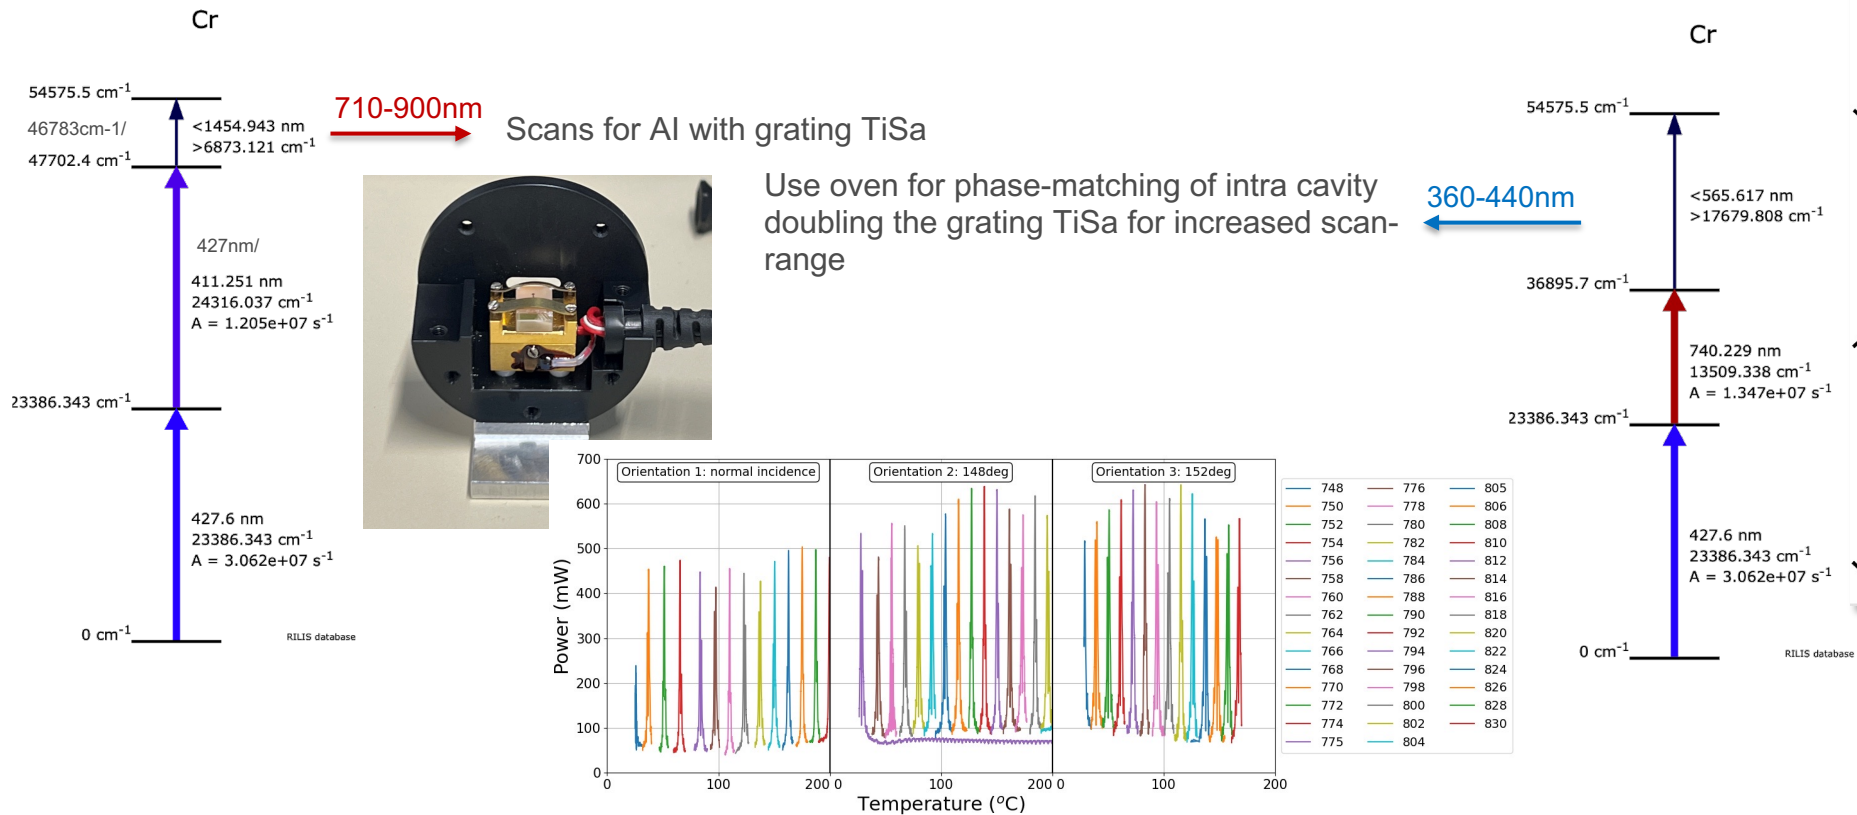 Cr
54575.5 cm-1
46783cm-1/
47702.4 cm-1
<1454.943 nm
>6873.121 cm-1
427nm/
411.251 nm
24316.037 cm-1
A = 1.205e+07 s-1
23386.343 cm-1
427.6 nm
23386.343 cm-1
A = 3.062e+07 s-1
0 cm-1
RILIS database
710-900nm
Scans for AI with grating TiSa
Use oven for phase-matching of intra cavity
doubling the grating TiSa for increased scan-
range
360-440nm
Cr
54575.5 cm-1
<565.617 nm
>17679.808 cm-1
36895.7 cm-1
740.229 nm
13509.338 cm-1
A = 1.347e+07 s-1
23386.343 cm-1
427.6 nm
23386.343 cm-1
A = 3.062e+07 s-1
0 cm-1
RILIS database
Orientation 1: normal incidence
Orientation 2: 148deg
Orientation 3: 152deg
Power (mW)
700
600
500
400
300
200
100
0
0 100 200 0 100 200 0 100 200
Temperature (oC)
748 776 805
750 778 806
752 780 808
754 782 810
756 784 812
758 786 814
760 788 816
762 790 818
764 792 820
766 794 822
768 796 824
770 798 826
772 800 828
774 802 830
775 804